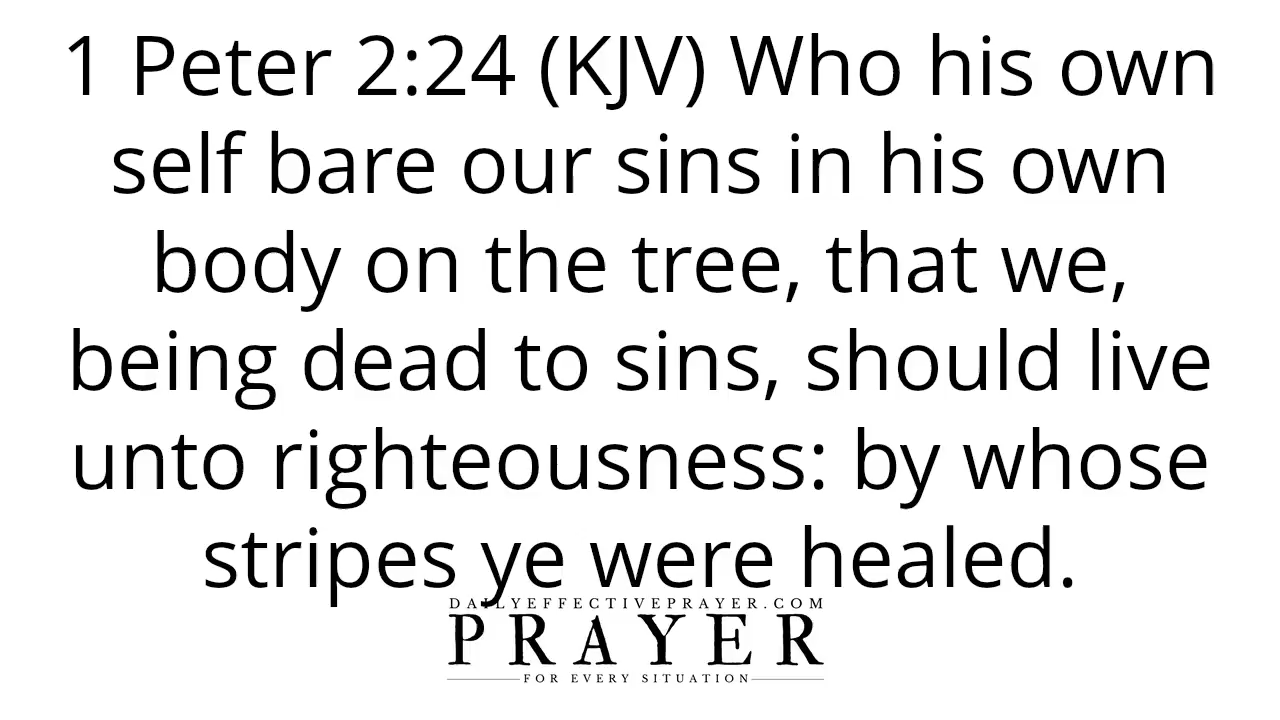 1 Peter 2:24 (KJV) Who his own
self bare our sins in his own
body on the tree, that we,
being dead to sins, should live
unto righteousness: by whose
stripes ye were healed.
DAILYEFFECTIVEPRAYER.COM
PRAYER
FOR EVERY SITUATION